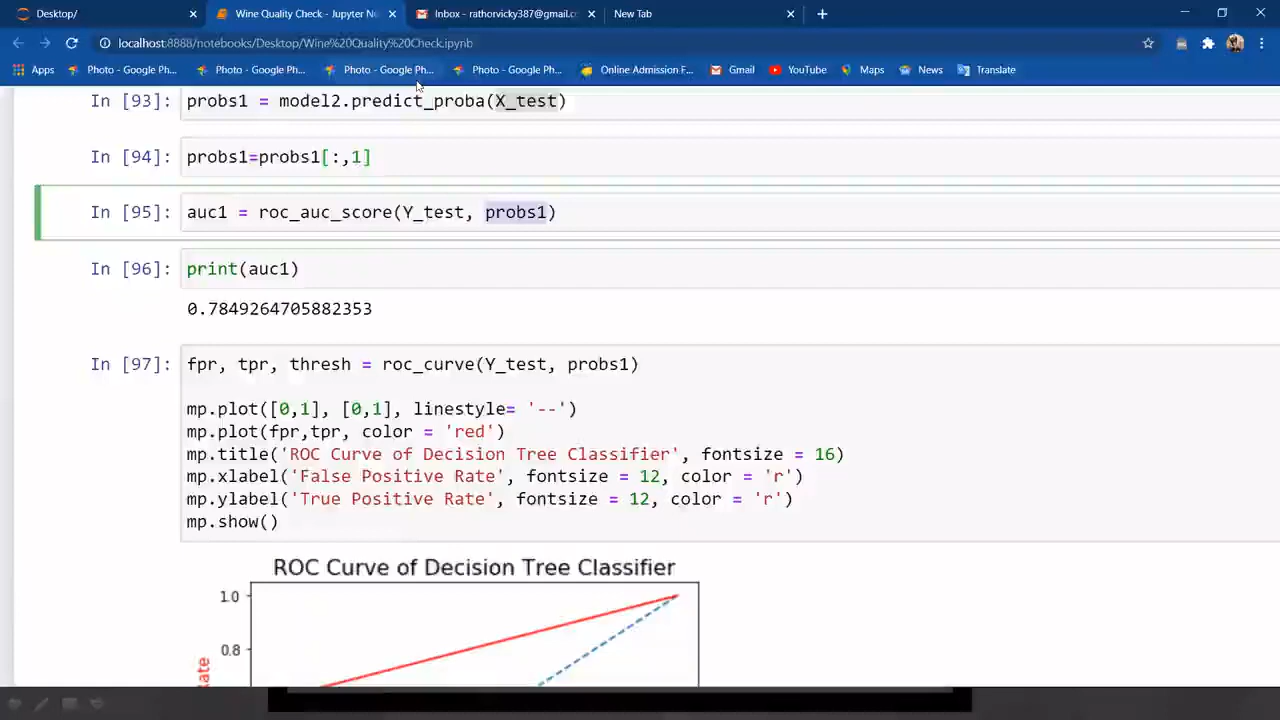 Desktop/
Wine Quality Check - Jupyter No
Inbox - rathorvicky387@gmail.co
New Tab
localhost:8888/notebooks/Desktop/Wine%20Quality%20Check.ipynb
Apps
Photo - Google Ph...
Photo - Google Ph...
Photo - Google Ph...
Photo - Google Ph...
Online Admission F...
Gmail
YouTube
Maps
News
Translate
In [93]: probs1 = model2.predict_proba(X_test)
In [94]: probs1=probs1[:,1]
In [95]: auc1 = roc_auc_score(Y_test, probs1)
In [96]: print(auc1)
0.7849264705882353
In [97]: fpr, tpr, thresh = roc_curve(Y_test, probs1)
mp.plot([0,1], [0,1], linestyle= '--')
mp.plot(fpr,tpr, color = 'red')
mp.title('ROC Curve of Decision Tree Classifier', fontsize = 16)
mp.xlabel('False Positive Rate', fontsize = 12, color = 'r')
mp.ylabel('True Positive Rate', fontsize = 12, color = 'r')
mp.show()
ROC Curve of Decision Tree Classifier
1.0
0.8